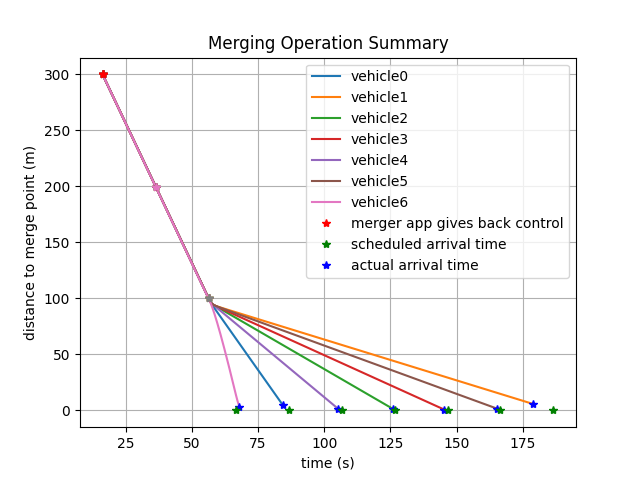 Merging Operation Summary
distance to merge point (m)
300
250
200
150
100
50
0
vehicle0
vehicle1
vehicle2
vehicle3
vehicle4
vehicle5
vehicle6
merger app gives back control
scheduled arrival time
actual arrival time
25 50 75 100 125 150 175
time (s)